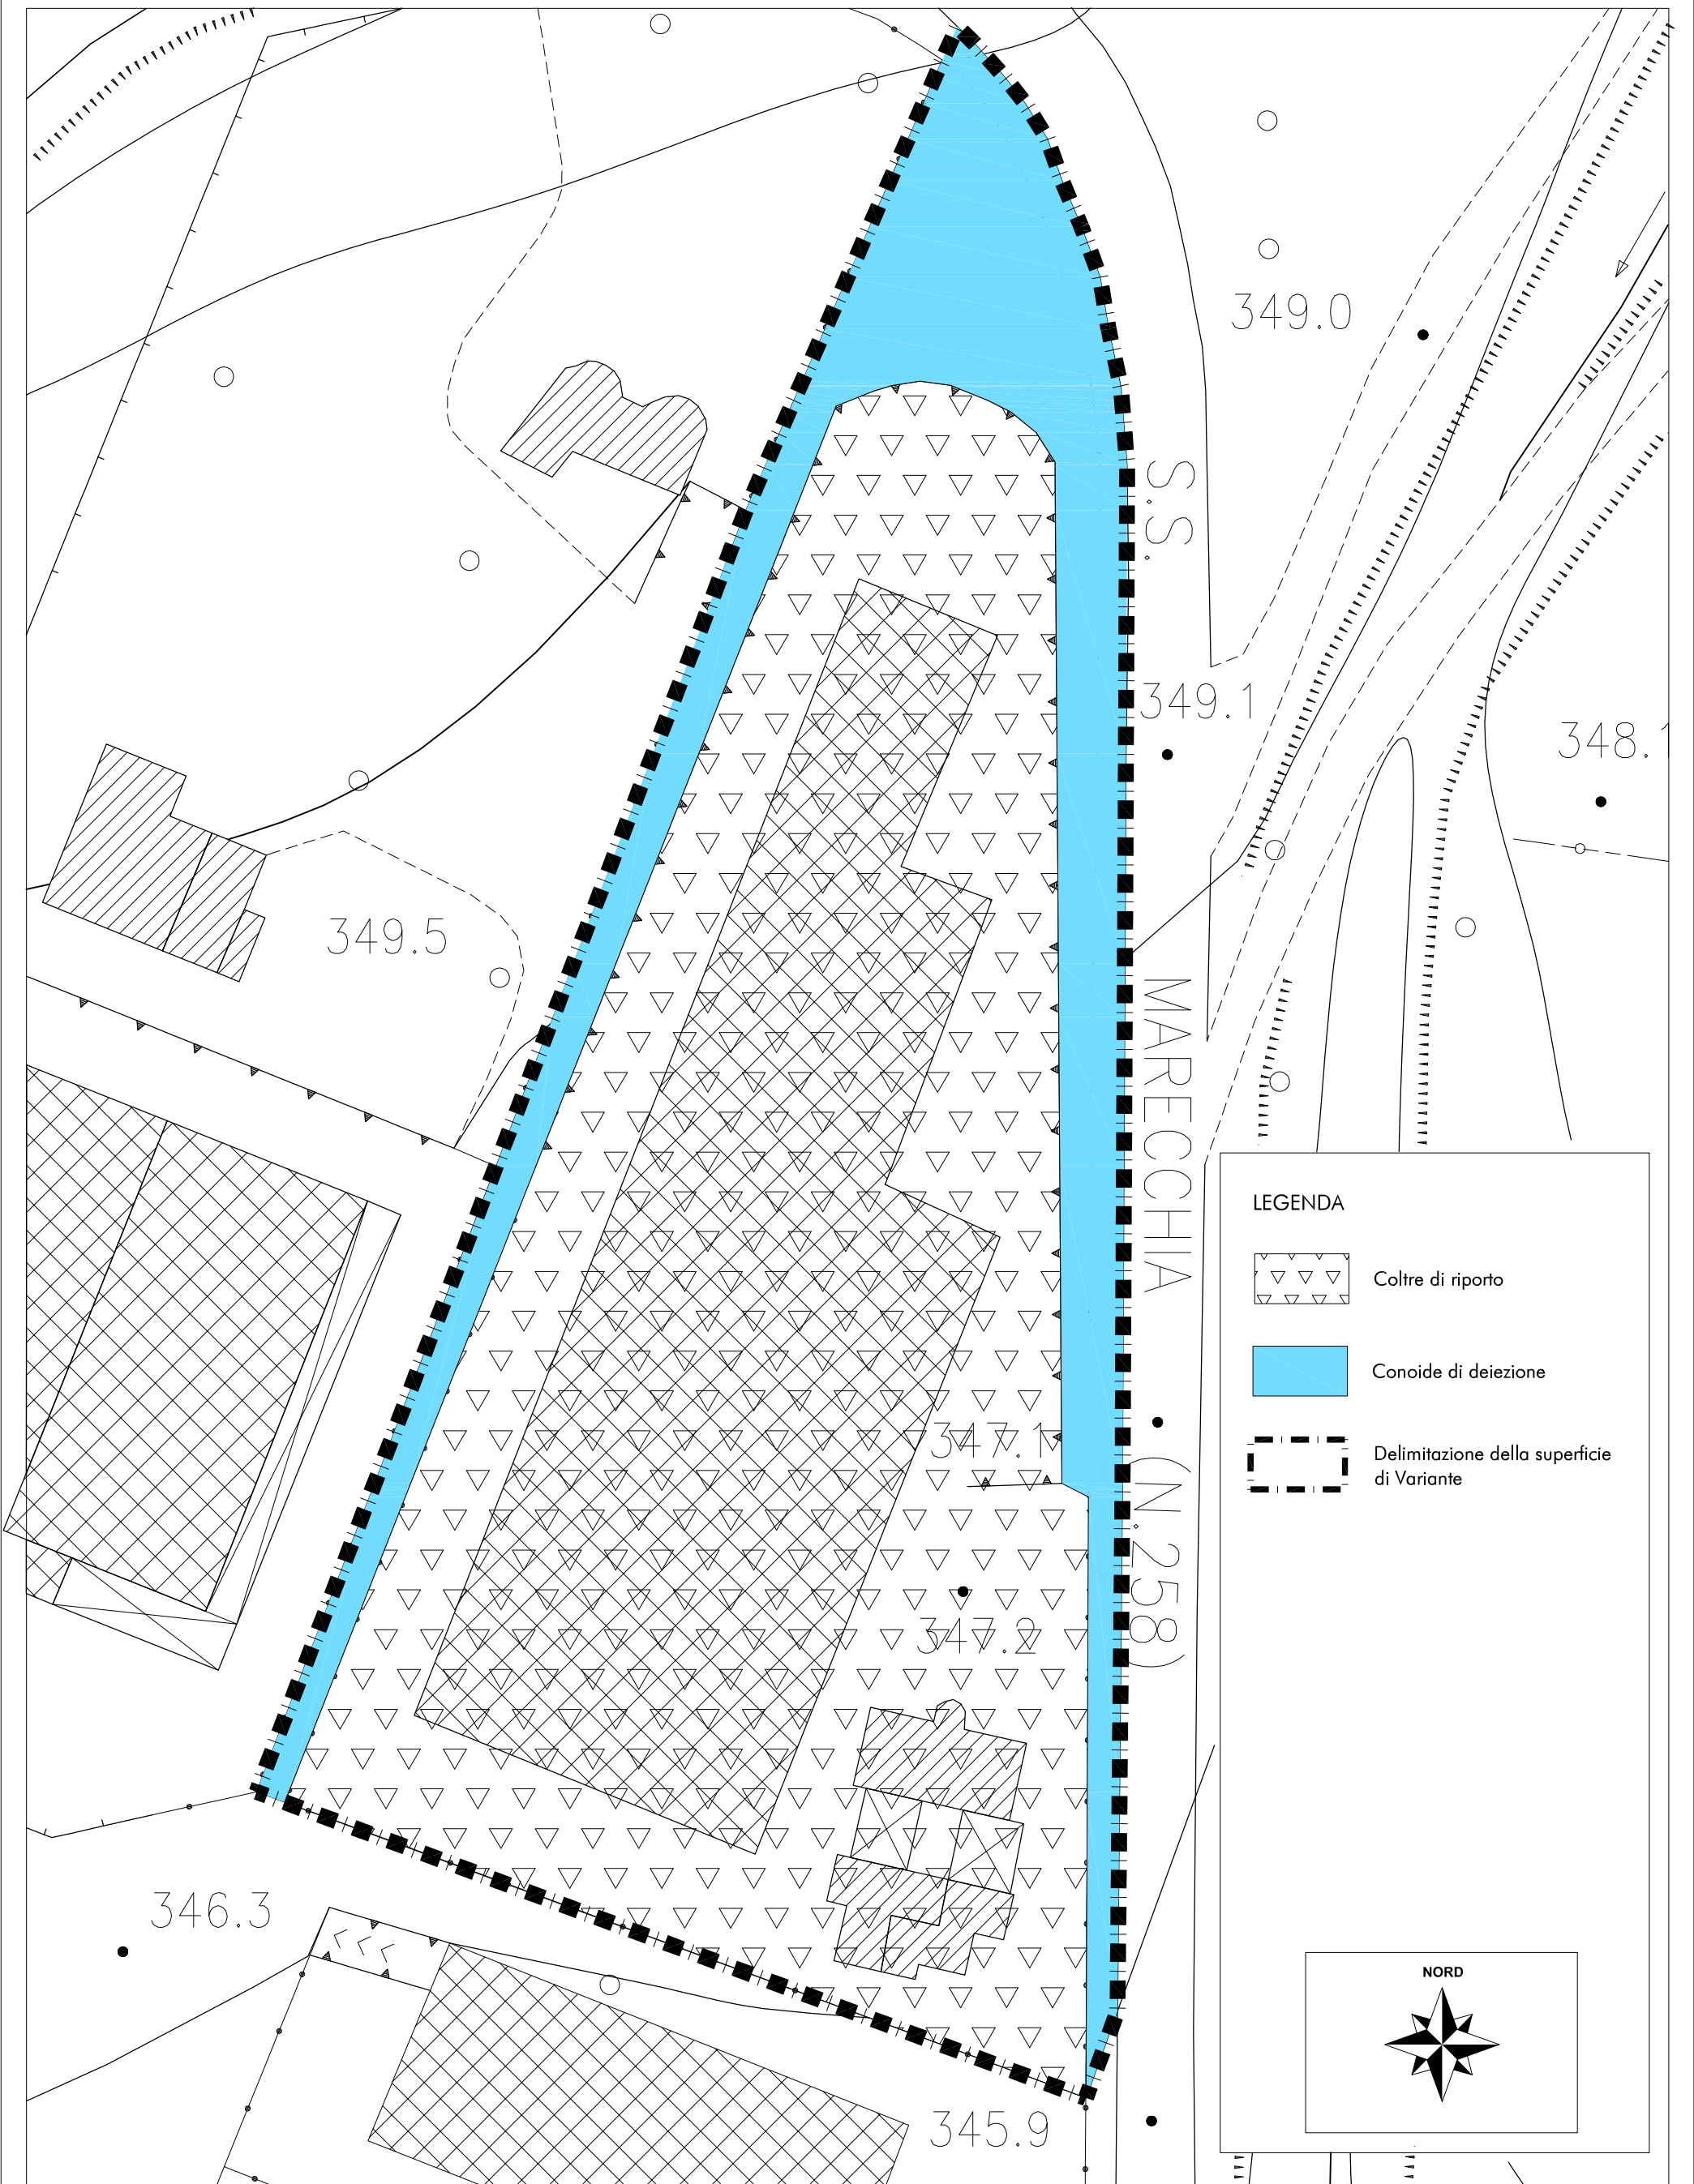 349.0
S.S.
349.1
348.
349.5
MARECCHIA
LEGENDA
Coltre di riporto
Conoide di deiezione
Delimitazione della superficie
di Variante
347.1
(N.258)
347.2
346.3
NORD
345.9